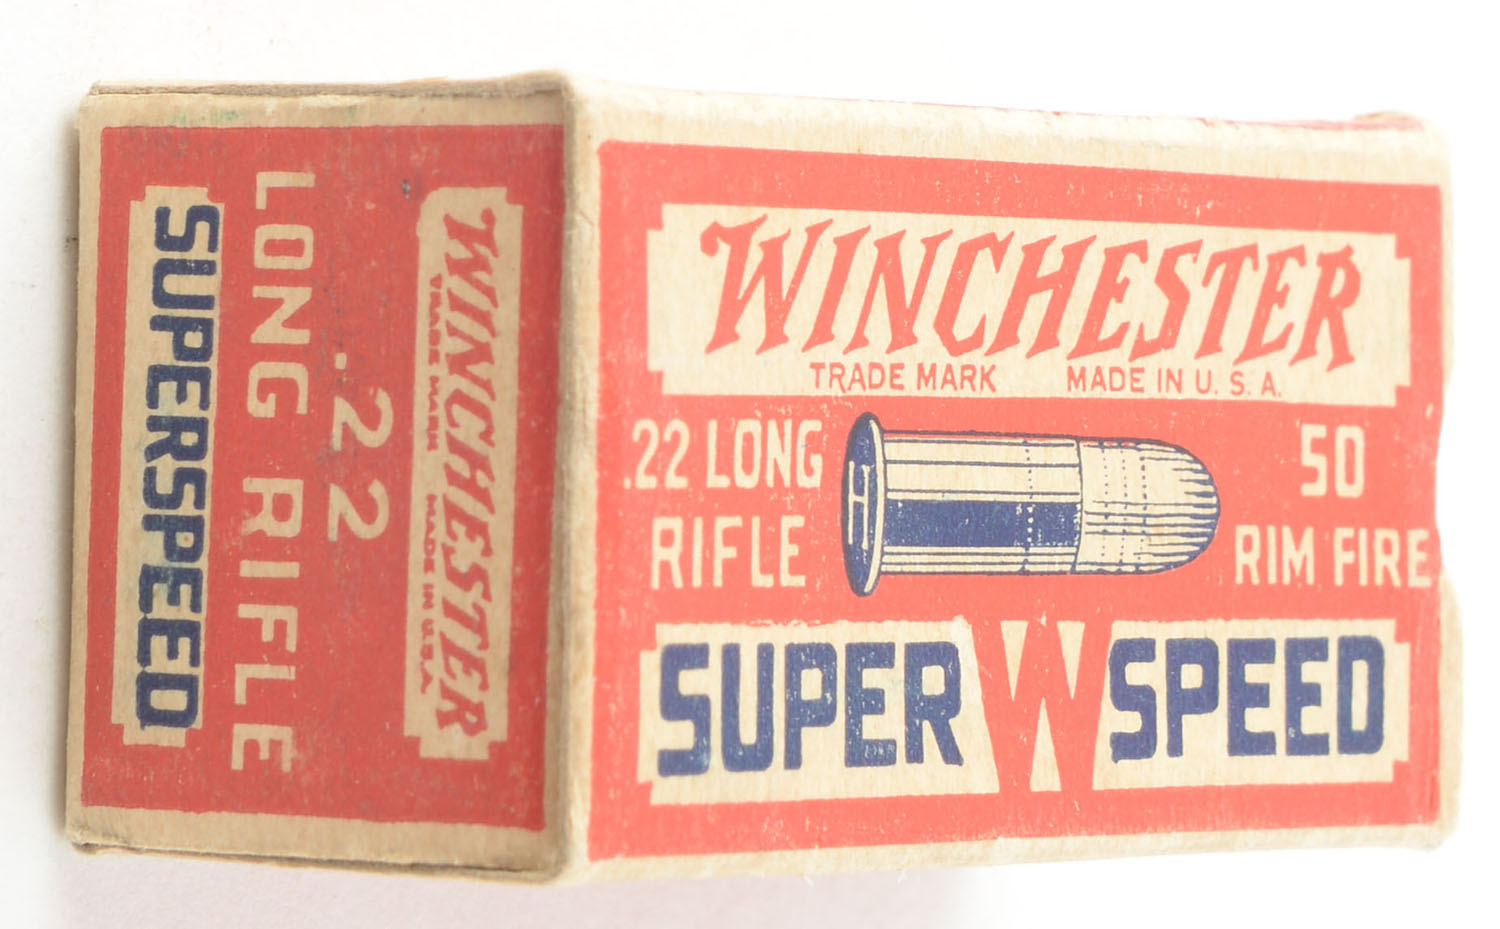 WINCHESTER
TRADE MARK MADE IN U.S.A.
.22
LONG RIFLE
SUPERSPEED
WINCHESTER
TRADE MARK MADE IN U.S.A.
.22 LONG
RIFLE
H
50
RIM FIRE
SUPER W SPEED